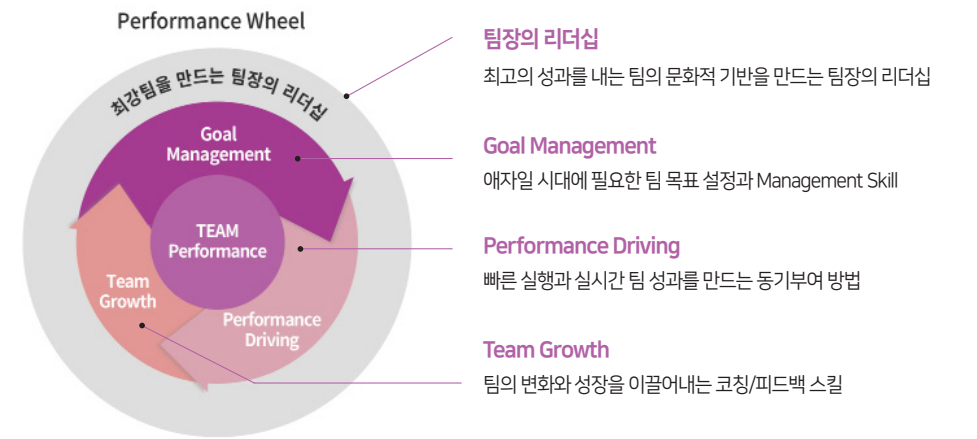 Performance Wheel
최강팀을 만드는 팀장의 리더십
Goal
Management
TEAM
Performance
Team
Growth
Performance
Driving
팀장의 리더십
최고의 성과를 내는 팀의 문화적 기반을 만드는 팀장의 리더십
Goal Management
애자일 시대에 필요한 팀 목표 설정과 Management Skill
Performance Driving
빠른 실행과 실시간 팀 성과를 만드는 동기부여 방법
Team Growth
팀의 변화와 성장을 이끌어내는 코칭/피드백 스킬